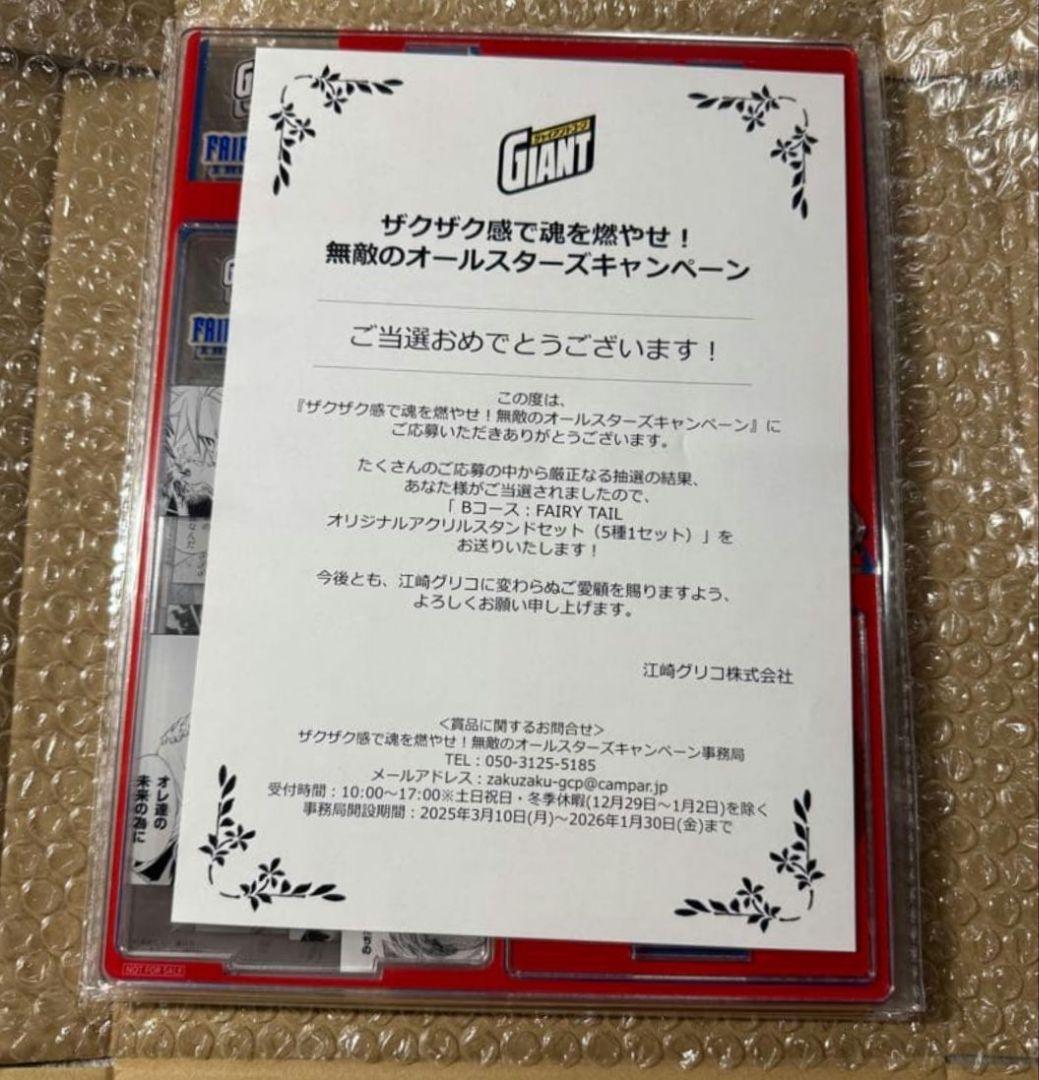 ジャイアントコーン
GIANT
ザクザク感で魂を燃やせ！
無敵のオールスターズキャンペーン
ご当選おめでとうございます！
この度は、
『ザクザク感で魂を燃やせ！無敵のオールスターズキャンペーン』に
ご応募いただきありがとうございます。
たくさんのご応募の中から厳正なる抽選の結果、
あなた様がご当選されましたので、
「 Bコース：FAIRY TAIL
オリジナルアクリルスタンドセット（5種1セット）」を
お送りいたします！
今後とも、江崎グリコに変わらぬご愛顧を賜りますよう、
よろしくお願い申し上げます。
江崎グリコ株式会社
＜賞品に関するお問合せ＞
ザクザク感で魂を燃やせ！無敵のオールスターズキャンペーン事務局
TEL：050-3125-5185
メールアドレス：zakuzaku-gcp@campar.jp
受付時間：10:00～17:00※土日祝日・冬季休暇(12月29日～1月2日)を除く
事務局開設期間：2025年3月10日(月)～2026年1月30日(金)まで
オレ達の
未来の為に
NOT FOR SALE